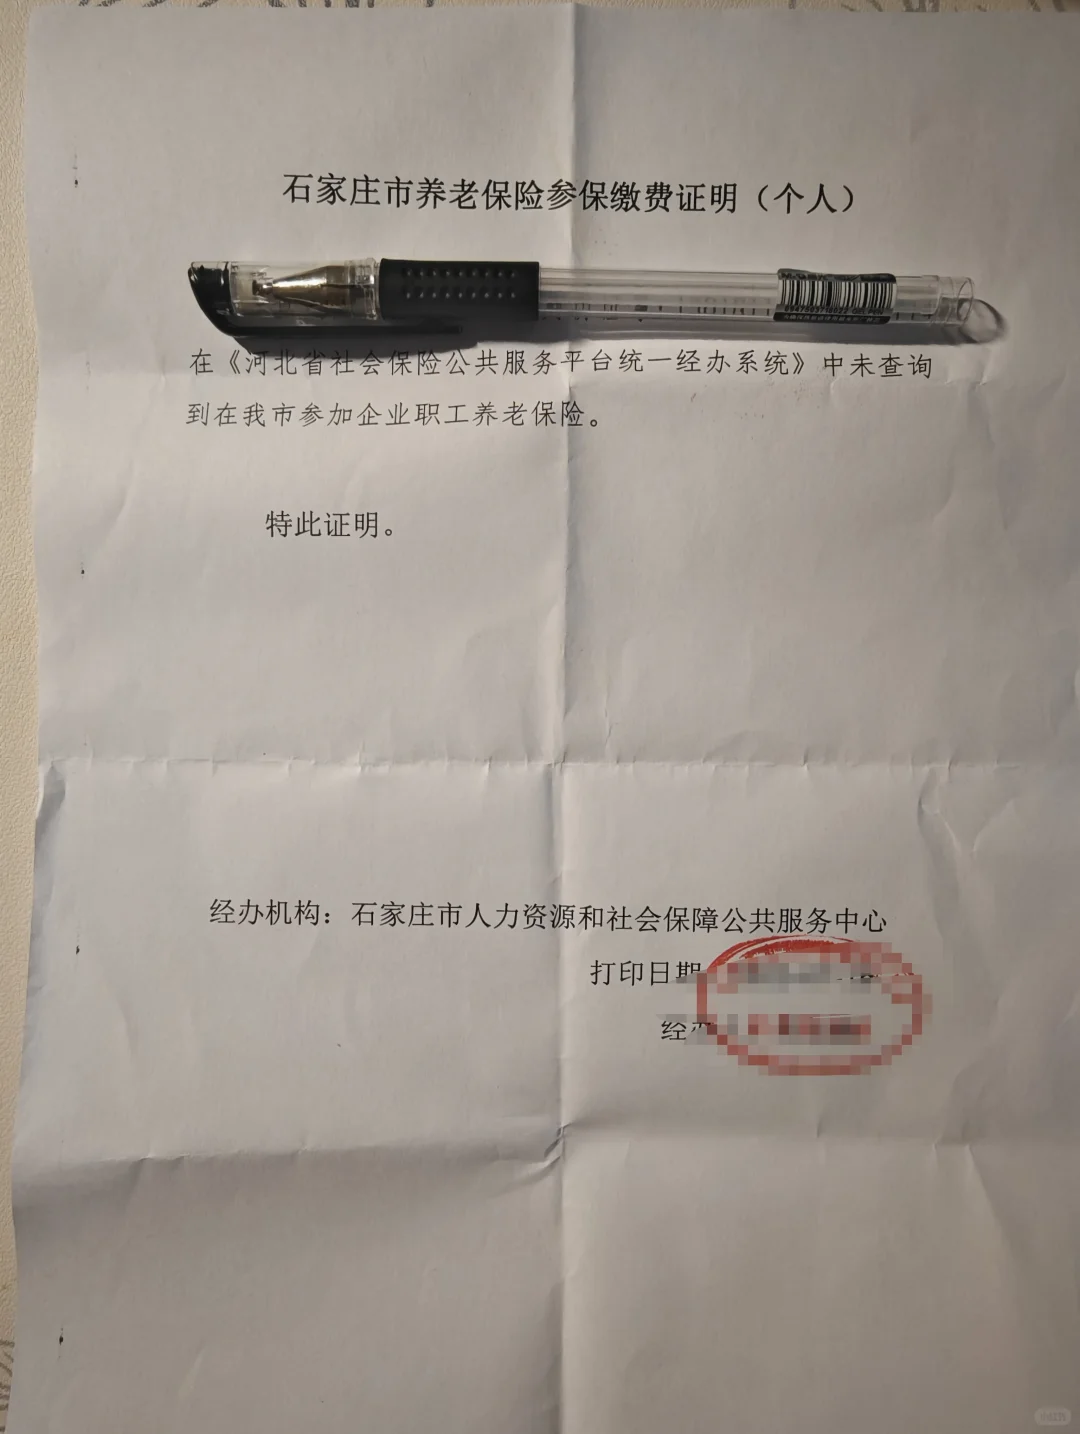 石家庄市养老保险参保缴费证明（个人）
在《河北省社会保险公共服务平台统一经办系统》中未查询
到在我市参加企业职工养老保险。
特此证明。
经办机构：石家庄市人力资源和社会保障公共服务中心
打印日期
经办